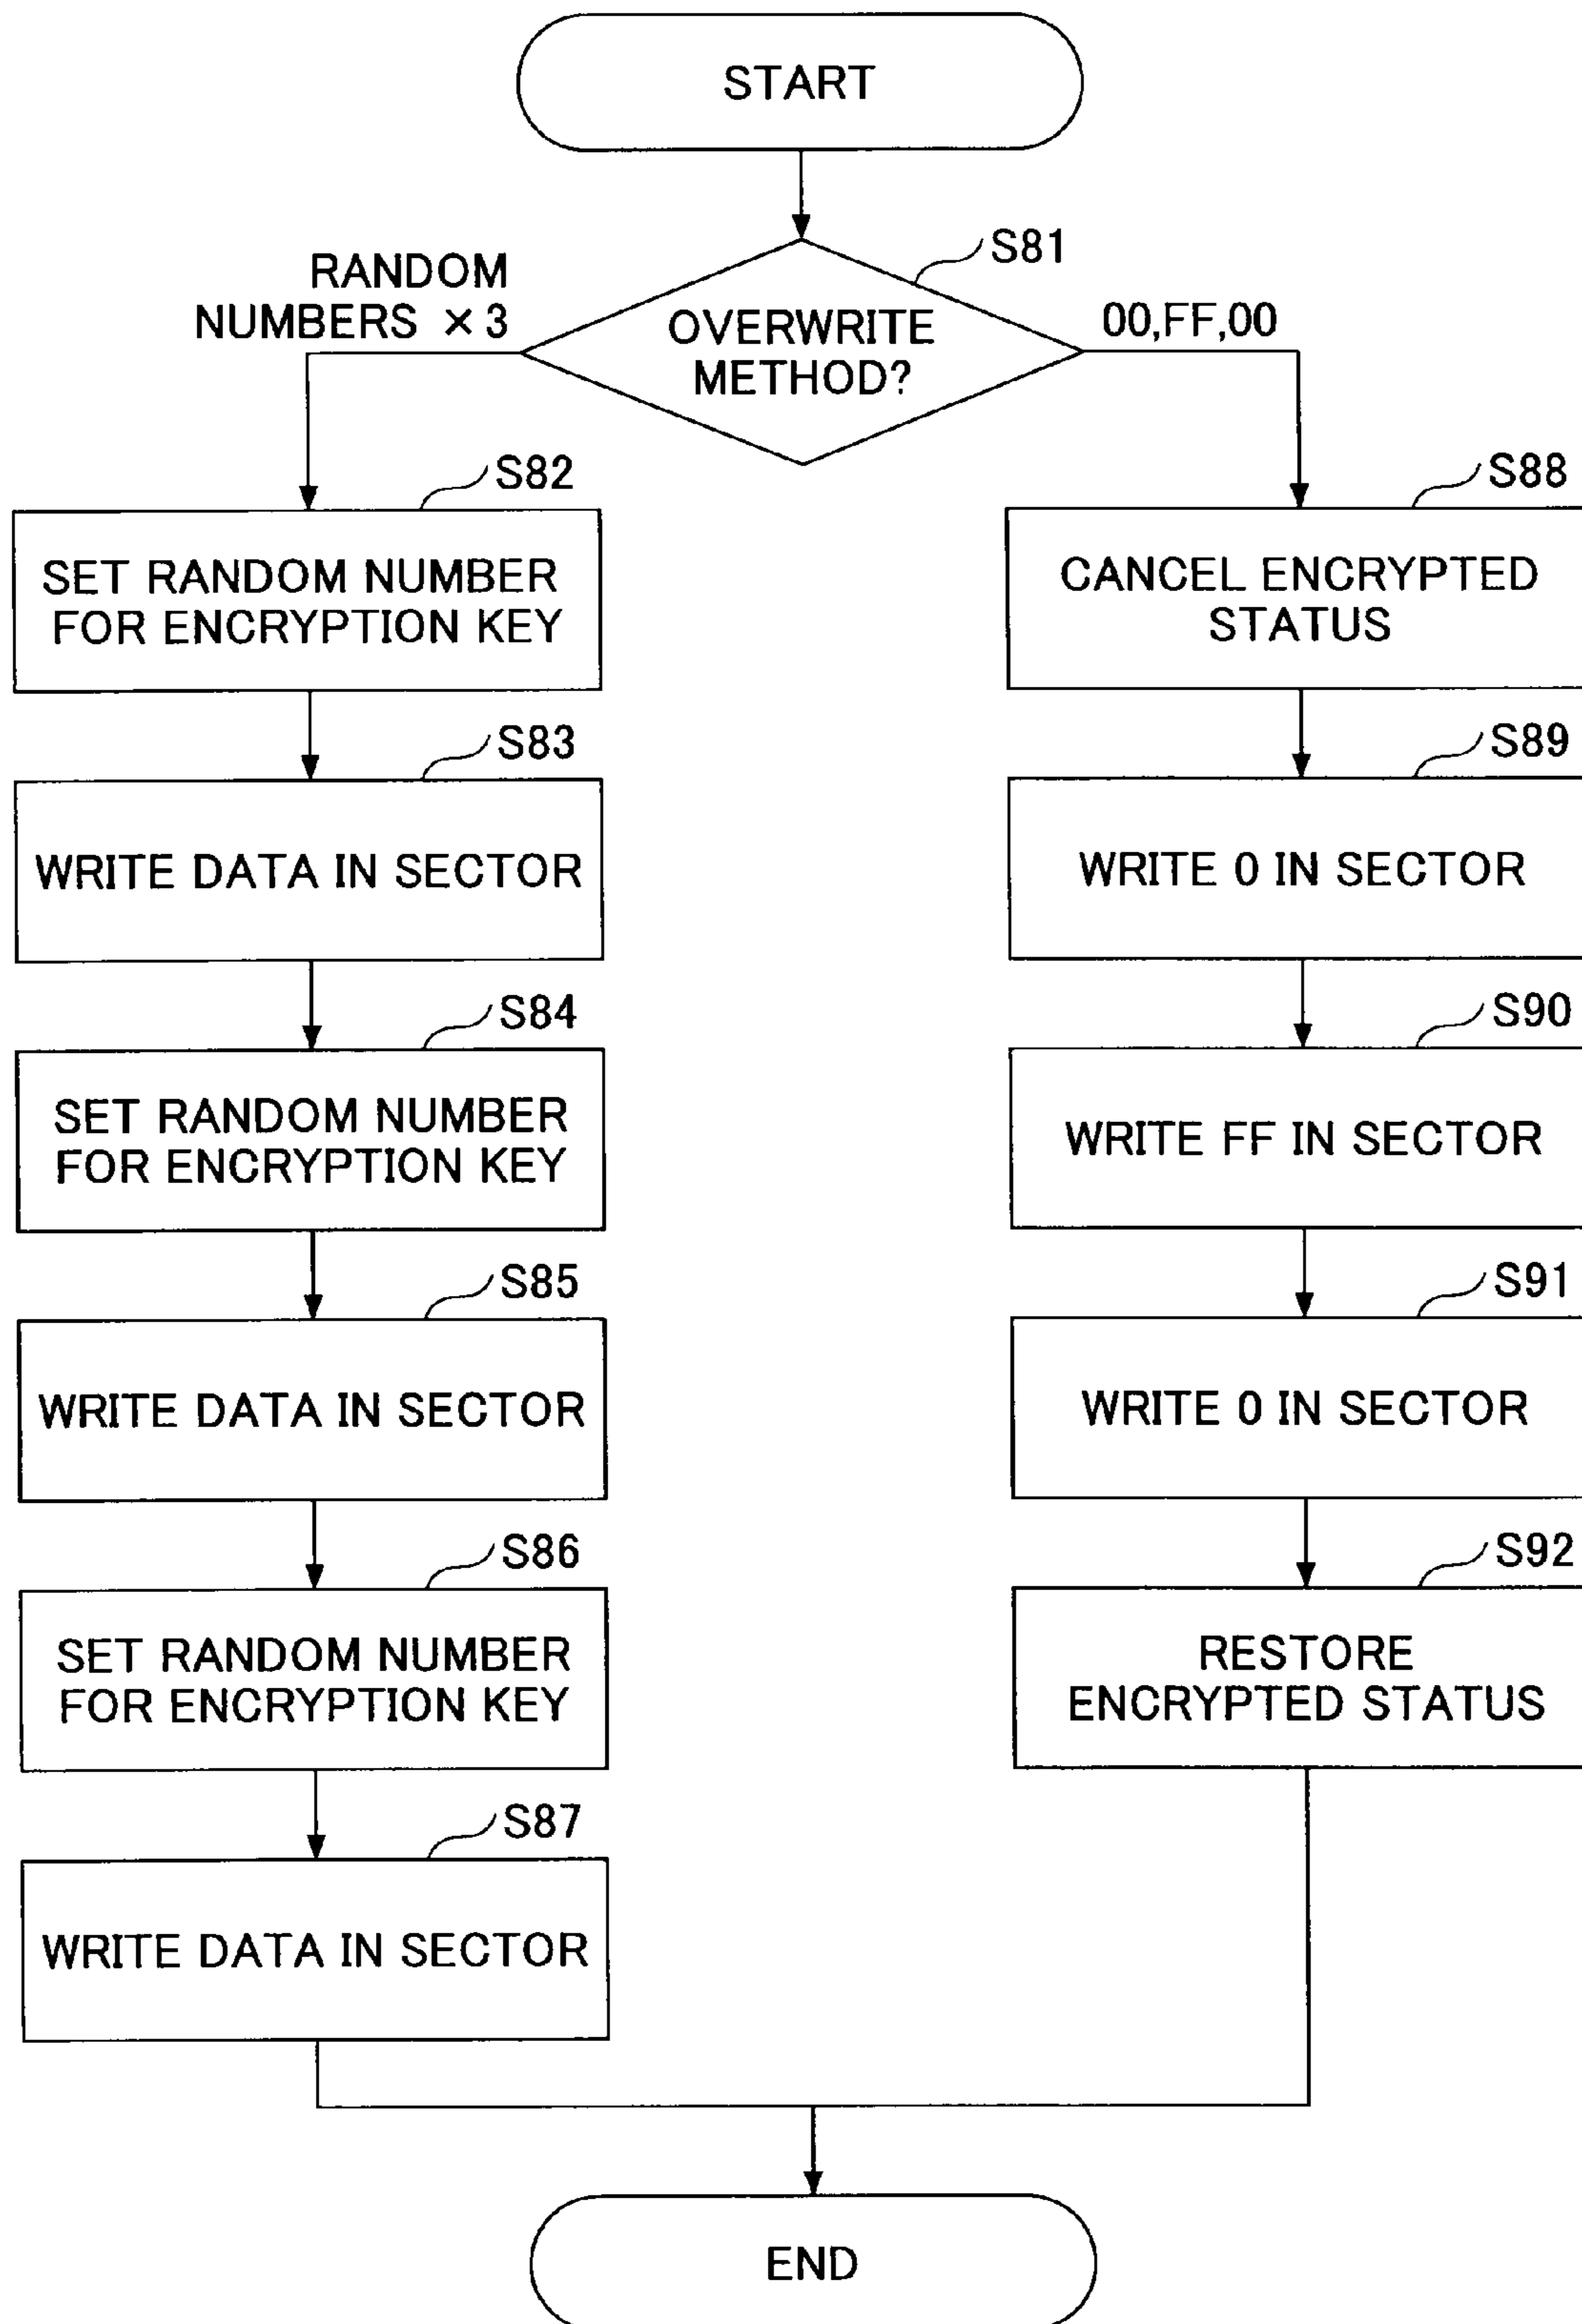 START
S81
RANDOM
NUMBERS × 3
OVERWRITE
METHOD?
00,FF,00
S82
SET RANDOM NUMBER
FOR ENCRYPTION KEY
S83
WRITE DATA IN SECTOR
S84
SET RANDOM NUMBER
FOR ENCRYPTION KEY
S85
WRITE DATA IN SECTOR
S86
SET RANDOM NUMBER
FOR ENCRYPTION KEY
S87
WRITE DATA IN SECTOR
S88
CANCEL ENCRYPTED
STATUS
S89
WRITE 0 IN SECTOR
S90
WRITE FF IN SECTOR
S91
WRITE 0 IN SECTOR
S92
RESTORE
ENCRYPTED STATUS
END